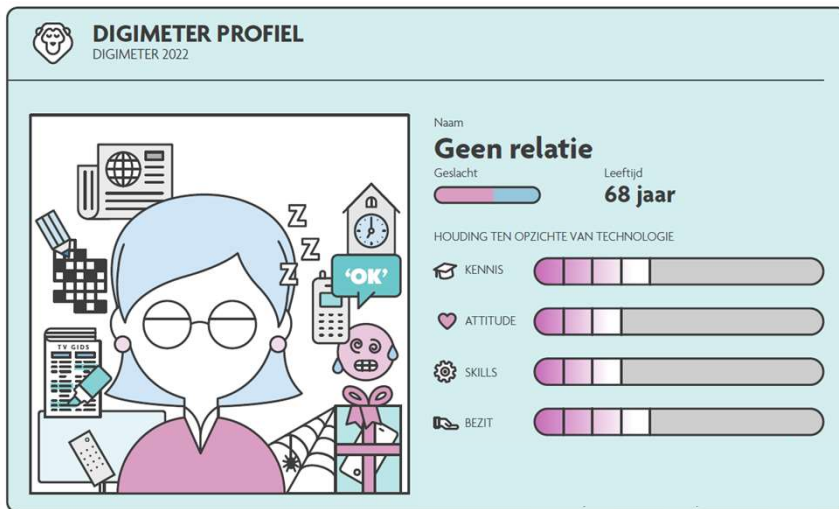 DIGIMETER PROFIEL
DIGIMETER 2022
Naam
Geen relatie
Geslacht
Leeftijd
68 jaar
HOUDING TEN OPZICHTE VAN TECHNOLOGIE
KENNIS
ATTITUDE
SKILLS
BEZIT
Z
Z
Z
'OK'
TV GIDS